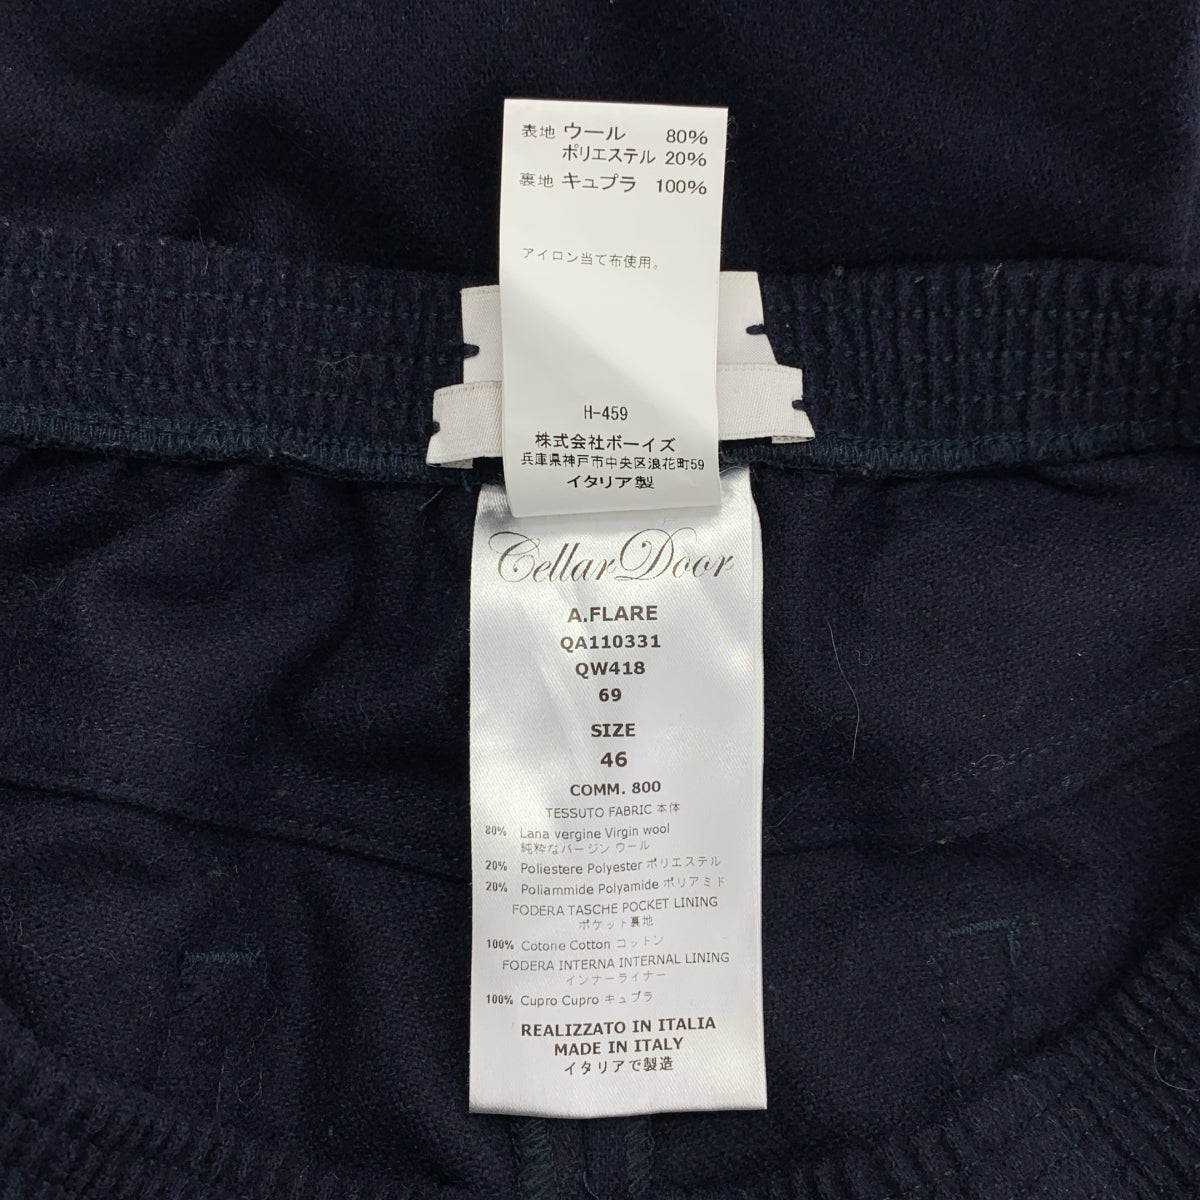 表地 ウール 80%
ポリエステル 20%
裏地 キュプラ 100%
アイロン当て布使用。
H-459
株式会社ボーイズ
兵庫県神戸市中央区浪花町59
イタリア製
Cellar Door
A.FLARE
QA110331
QW418
69
SIZE
46
COMM. 800
TESSUTO FABRIC 本体
80% Lana vergine Virgin wool
純粋なバージン ウール
20% Poliestere Polyester ポリエステル
20% Poliammide Polyamide ポリアミド
FODERA TASCHE POCKET LINING
ポケット裏地
100% Cotone Cotton コットン
FODERA INTERNA INTERNAL LINING
インナーライナー
100% Cupro Cupro キュプラ
REALIZZATO IN ITALIA
MADE IN ITALY
イタリアで製造